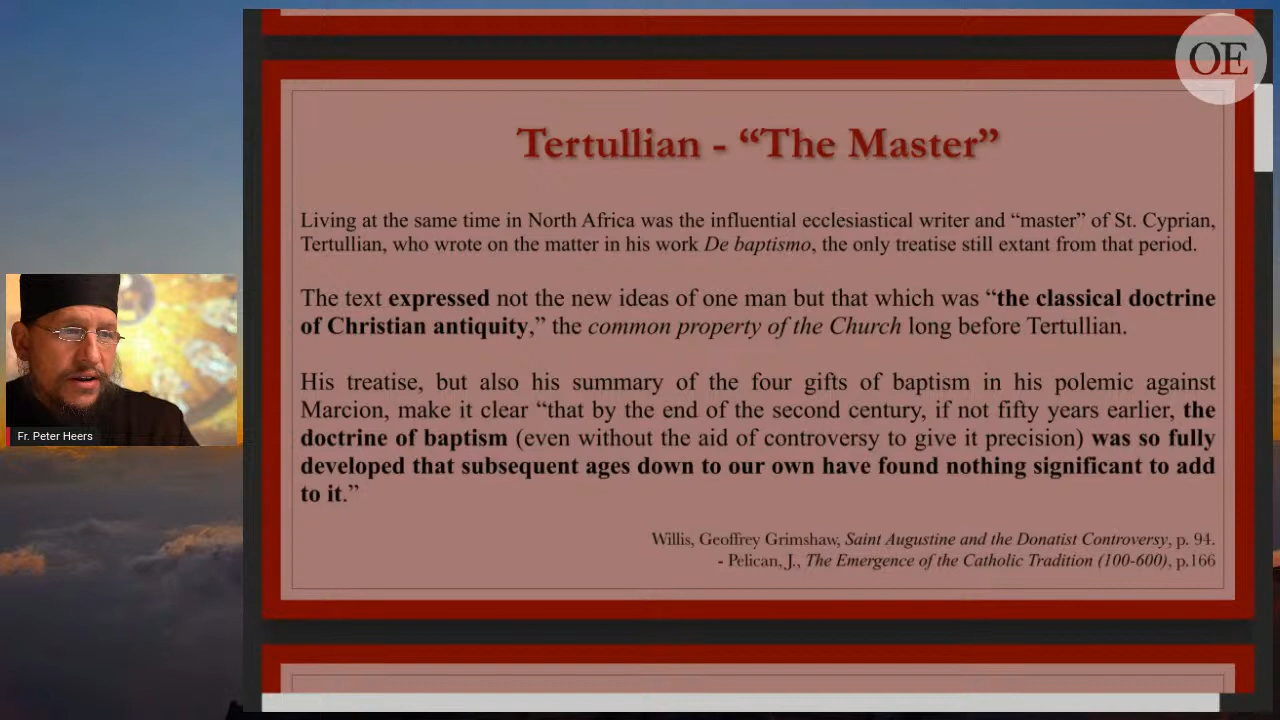 OE
Tertullian - “The Master”
Living at the same time in North Africa was the influential ecclesiastical writer and “master” of St. Cyprian,
Tertullian, who wrote on the matter in his work De baptismo, the only treatise still extant from that period.
The text expressed not the new ideas of one man but that which was “the classical doctrine
of Christian antiquity,” the common property of the Church long before Tertullian.
His treatise, but also his summary of the four gifts of baptism in his polemic against
Marcion, make it clear “that by the end of the second century, if not fifty years earlier, the
doctrine of baptism (even without the aid of controversy to give it precision) was so fully
developed that subsequent ages down to our own have found nothing significant to add
to it.”
Willis, Geoffrey Grimshaw, Saint Augustine and the Donatist Controversy, p. 94.
- Pelican, J., The Emergence of the Catholic Tradition (100-600), p.166
Fr. Peter Heers